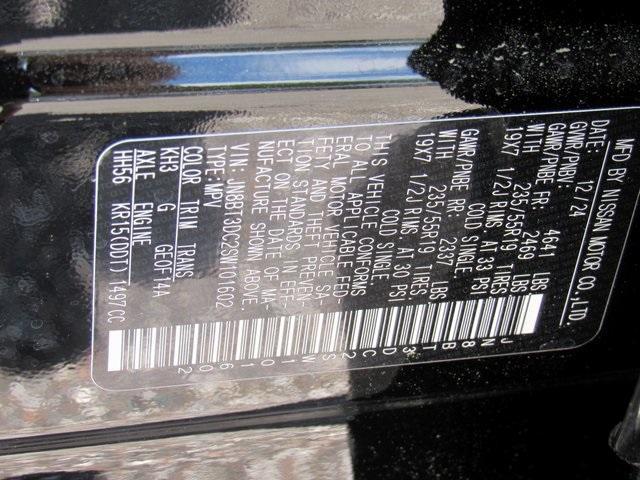 MFD BY NISSAN MOTOR CO.,LTD.
DATE: 12/24
GVWR/PNBV: 4641 LBS
GAWR/PNBE FR: 2469 LBS
WITH 235/55R19 TIRES,
19X7 1/2J RIMS, AT 33 PSI
COLD SINGLE
GAWR/PNBE RR: 2337 LBS
WITH 235/55R19 TIRES,
19X7 1/2J RIMS, AT 30 PSI
COLD SINGLE.
THIS VEHICLE CONFORMS
TO ALL APPLICABLE FED
ERAL MOTOR VEHICLE SA
FETY AND THEFT PREVEN-
TION STANDARDS IN EFF-
ECT ON THE DATE OF MA-
NUFACTURE SHOWN ABOVE.
VIN: JN8BT3DC2SW101602
TYPE: MPV
COLOR TRIM TRANS
KH3 G GE0F14A
AXLE ENGINE
HH56 KR15(DDT) 1497CC
JN8BT3DC2SW101602